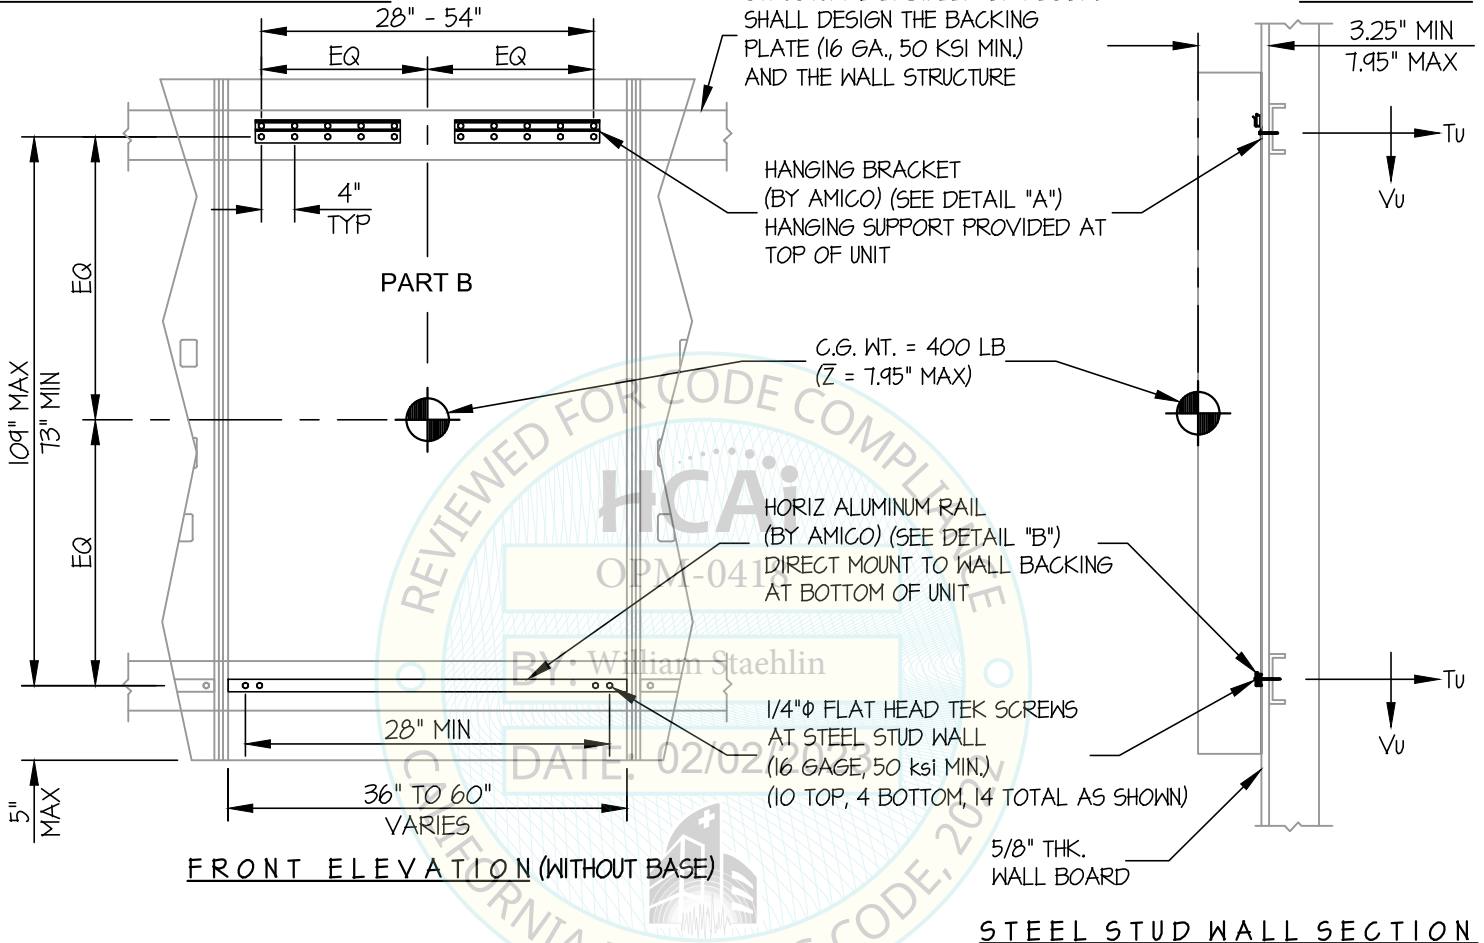 28" - 54"
EQ
EQ
SHALL DESIGN THE BACKING
PLATE (16 GA., 50 KSI MIN.)
AND THE WALL STRUCTURE
3.25" MIN
7.95" MAX
Tu
Vu
HANGING BRACKET
(BY AMICO) (SEE DETAIL "A")
HANGING SUPPORT PROVIDED AT
TOP OF UNIT
4"
TYP
EQ
PART B
109" MAX
73" MIN
C.G. WT. = 400 LB
(Z̅ = 7.95" MAX)
EQ
HORIZ ALUMINUM RAIL
(BY AMICO) (SEE DETAIL "B")
DIRECT MOUNT TO WALL BACKING
AT BOTTOM OF UNIT
Tu
Vu
1/4"Φ FLAT HEAD TEK SCREWS
AT STEEL STUD WALL
(16 GAGE, 50 ksi MIN.)
(10 TOP, 4 BOTTOM, 14 TOTAL AS SHOWN)
28" MIN
36" TO 60"
VARIES
5"
MAX
5/8" THK.
WALL BOARD
FRONT ELEVATION (WITHOUT BASE)
STEEL STUD WALL SECTION
REVIEWED FOR CODE COMPLIANCE
HCAi
OPM-0418
BY: William Staehlin
DATE: 02/02/2023
CALIFORNIA
CODE, 2022